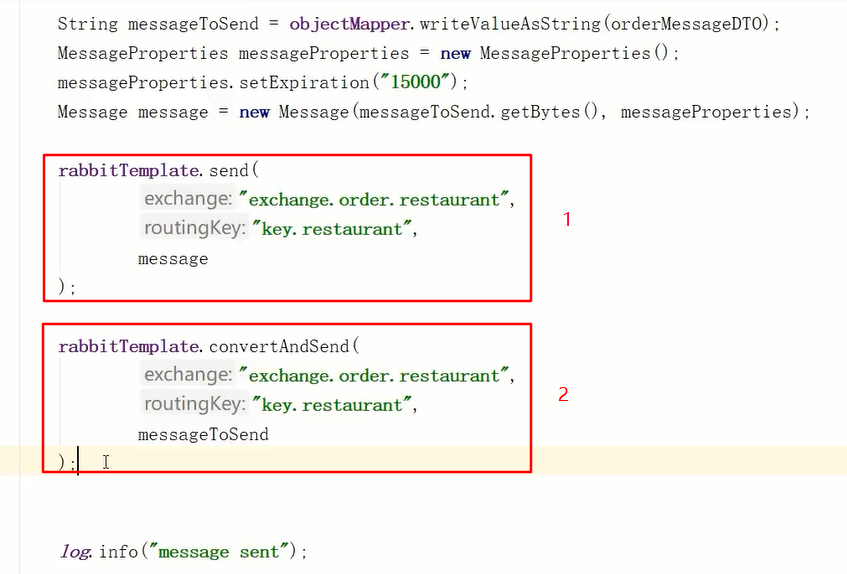 String messageToSend = objectMapper.writeValueAsString(orderMessageDTO);
MessageProperties messageProperties = new MessageProperties();
messageProperties.setExpiration("15000");
Message message = new Message(messageToSend.getBytes(), messageProperties);
rabbitTemplate.send(
exchange: "exchange.order.restaurant",
routingKey: "key.restaurant",
message
);
1
rabbitTemplate.convertAndSend(
exchange: "exchange.order.restaurant",
routingKey: "key.restaurant",
messageToSend
);
2
log.info("message sent");